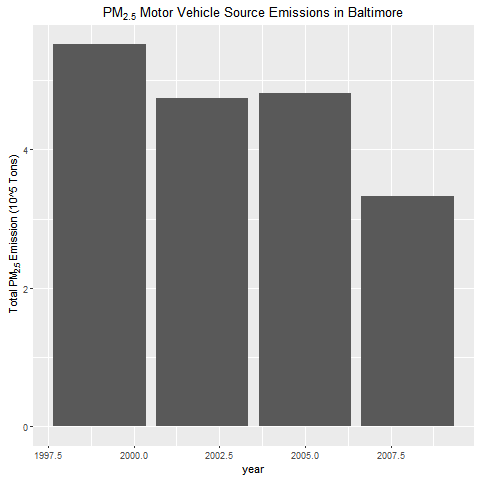 PM2.5 Motor Vehicle Source Emissions in Baltimore
Total PM2.5 Emission (10^5 Tons)
4
2
0
1997.5 2000.0 2002.5 2005.0 2007.5
year